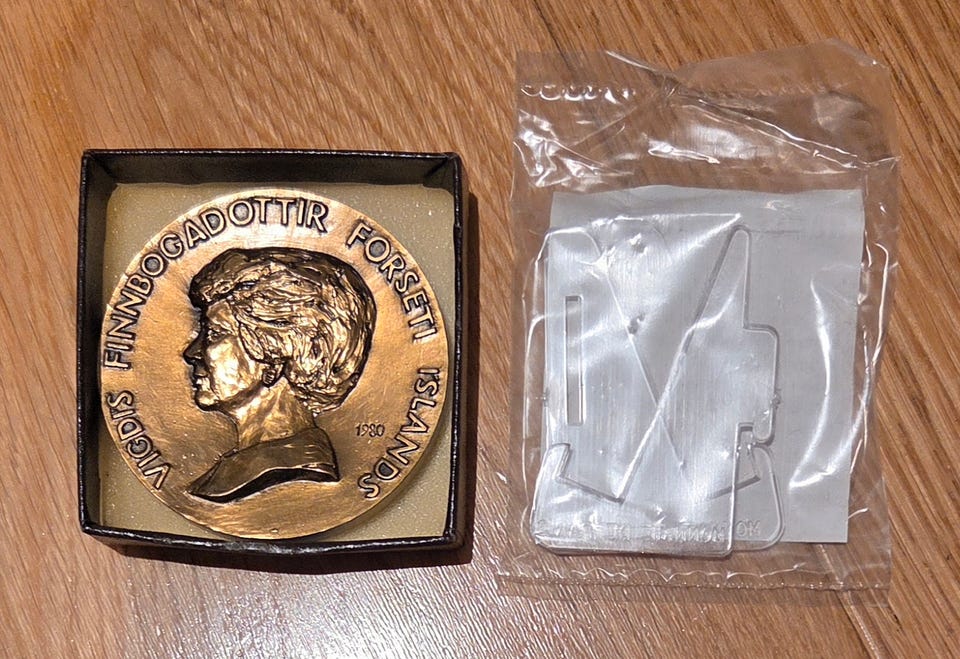 VIGDIS FINNBOGADOTTIR FORSETI ISLANDS
1980